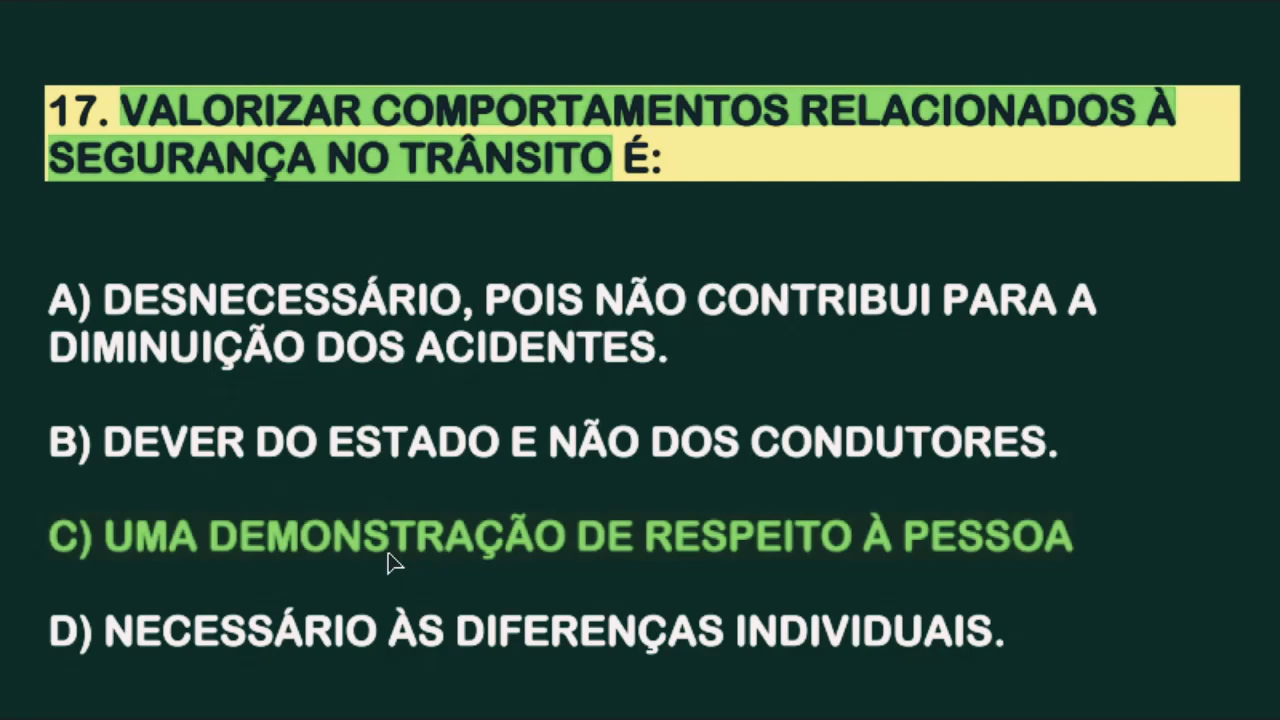 17. VALORIZAR COMPORTAMENTOS RELACIONADOS À
SEGURANÇA NO TRÂNSITO É:
A) DESNECESSÁRIO, POIS NÃO CONTRIBUI PARA A
DIMINUIÇÃO DOS ACIDENTES.
B) DEVER DO ESTADO E NÃO DOS CONDUTORES.
C) UMA DEMONSTRAÇÃO DE RESPEITO À PESSOA
D) NECESSÁRIO ÀS DIFERENÇAS INDIVIDUAIS.